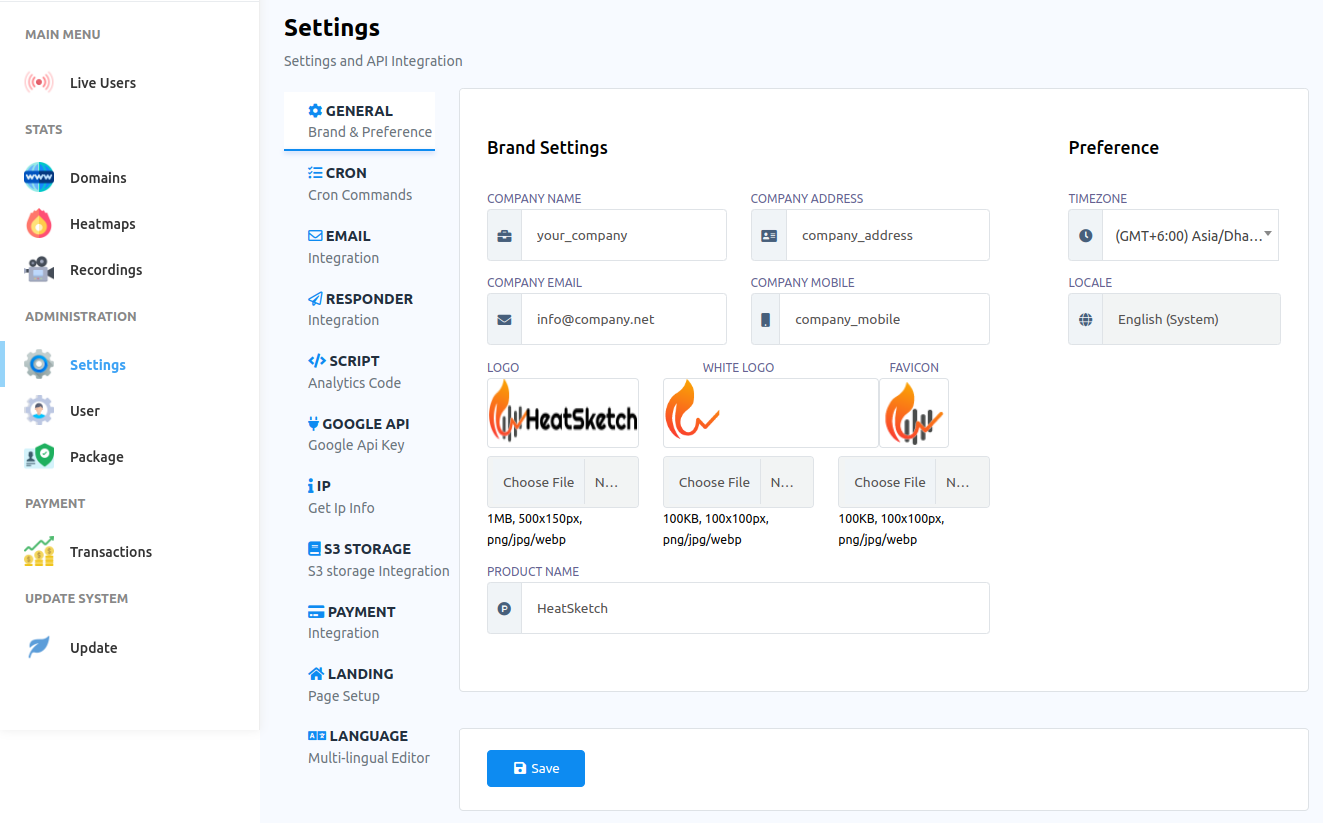 MAIN MENU
Live Users
STATS
Domains
Heatmaps
Recordings
ADMINISTRATION
Settings
User
Package
PAYMENT
Transactions
UPDATE SYSTEM
Update
Settings
Settings and API Integration
GENERAL
Brand & Preference
CRON
Cron Commands
EMAIL
Integration
RESPONDER
Integration
SCRIPT
Analytics Code
GOOGLE API
Google Api Key
IP
Get Ip Info
S3 STORAGE
S3 storage Integration
PAYMENT
Integration
LANDING
Page Setup
LANGUAGE
Multi-lingual Editor
Brand Settings
COMPANY NAME
COMPANY ADDRESS
your_company
company_address
COMPANY EMAIL
COMPANY MOBILE
info@company.net
company_mobile
LOGO
WHITE LOGO
FAVICON
HeatSketch
Choose File N...
Choose File N...
Choose File N...
1MB, 500x150px,
png/jpg/webp
100KB, 100x100px,
png/jpg/webp
100KB, 100x100px,
png/jpg/webp
PRODUCT NAME
P
HeatSketch
Preference
TIMEZONE
(GMT+6:00) Asia/Dha...
LOCALE
English (System)
Save